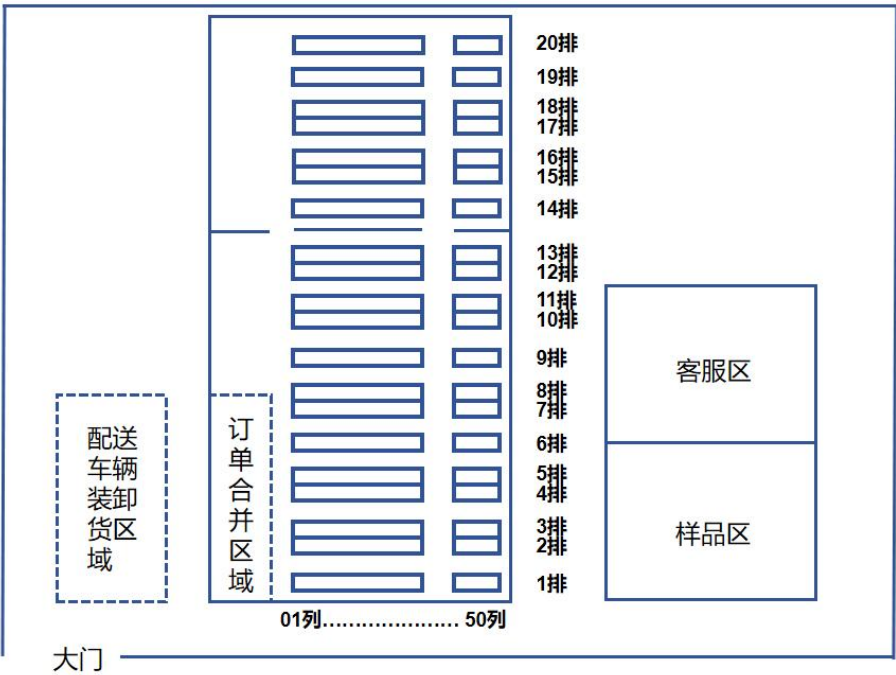 20排
19排
18排
17排
16排
15排
14排
13排
12排
11排
10排
9排
8排
7排
6排
5排
4排
3排
2排
1排
客服区
样品区
配送
车辆
装卸
货区
域
订
单
合
并
区
域
01列..................... 50列
大门